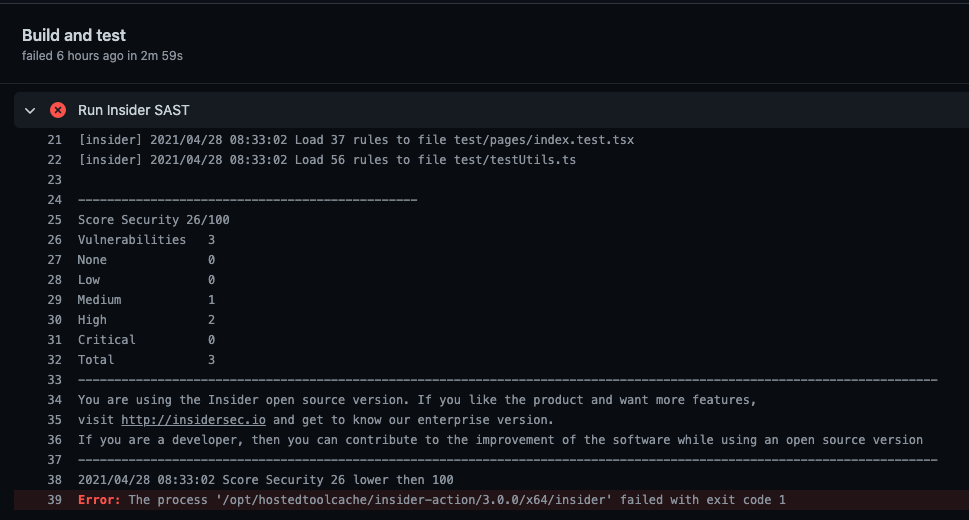 Build and test
failed 6 hours ago in 2m 59s
Run Insider SAST
21 [insider] 2021/04/28 08:33:02 Load 37 rules to file test/pages/index.test.tsx
22 [insider] 2021/04/28 08:33:02 Load 56 rules to file test/testUtils.ts
23
24 -----------------------------------------------
25 Score Security 26/100
26 Vulnerabilities 3
27 None 0
28 Low 0
29 Medium 1
30 High 2
31 Critical 0
32 Total 3
33 -----------------------------------------------------------------------------------------------------------------------
34 You are using the Insider open source version. If you like the product and want more features,
35 visit http://insidersec.io and get to know our enterprise version.
36 If you are a developer, then you can contribute to the improvement of the software while using an open source version
37 -----------------------------------------------------------------------------------------------------------------------
38 2021/04/28 08:33:02 Score Security 26 lower then 100
39 Error: The process '/opt/hostedtoolcache/insider-action/3.0.0/x64/insider' failed with exit code 1